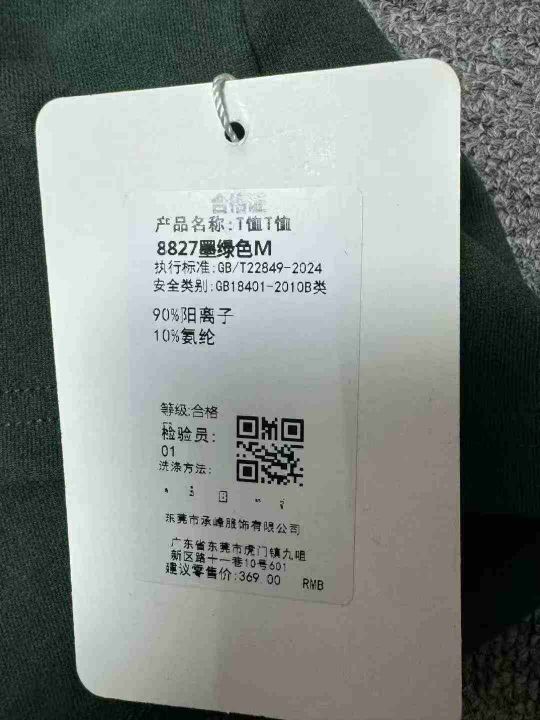 合格证
产品名称:T恤T恤
8827墨绿色M
执行标准:GB/T22849-2024
安全类别:GB18401-2010B类
90%阳离子
10%氨纶
等级:合格
检验员:
01
洗涤方法:
东莞市承峰服饰有限公司
广东省东莞市虎门镇九咀
新区路十一巷10号601
建议零售价:369.00 RMB